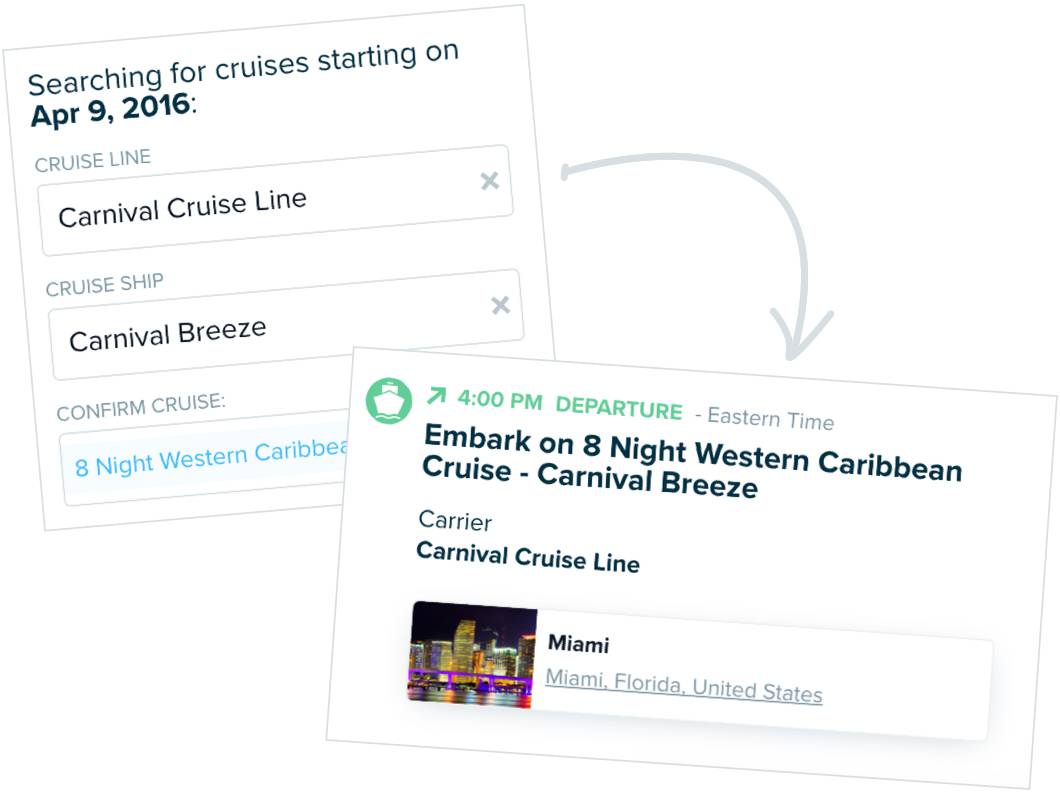 Searching for cruises starting on
Apr 9, 2016:
CRUISE LINE
Carnival Cruise Line
CRUISE SHIP
Carnival Breeze
CONFIRM CRUISE:
8 Night Western Caribbea
4:00 PM DEPARTURE - Eastern Time
Embark on 8 Night Western Caribbean
Cruise - Carnival Breeze
Carrier
Carnival Cruise Line
Miami
Miami, Florida, United States